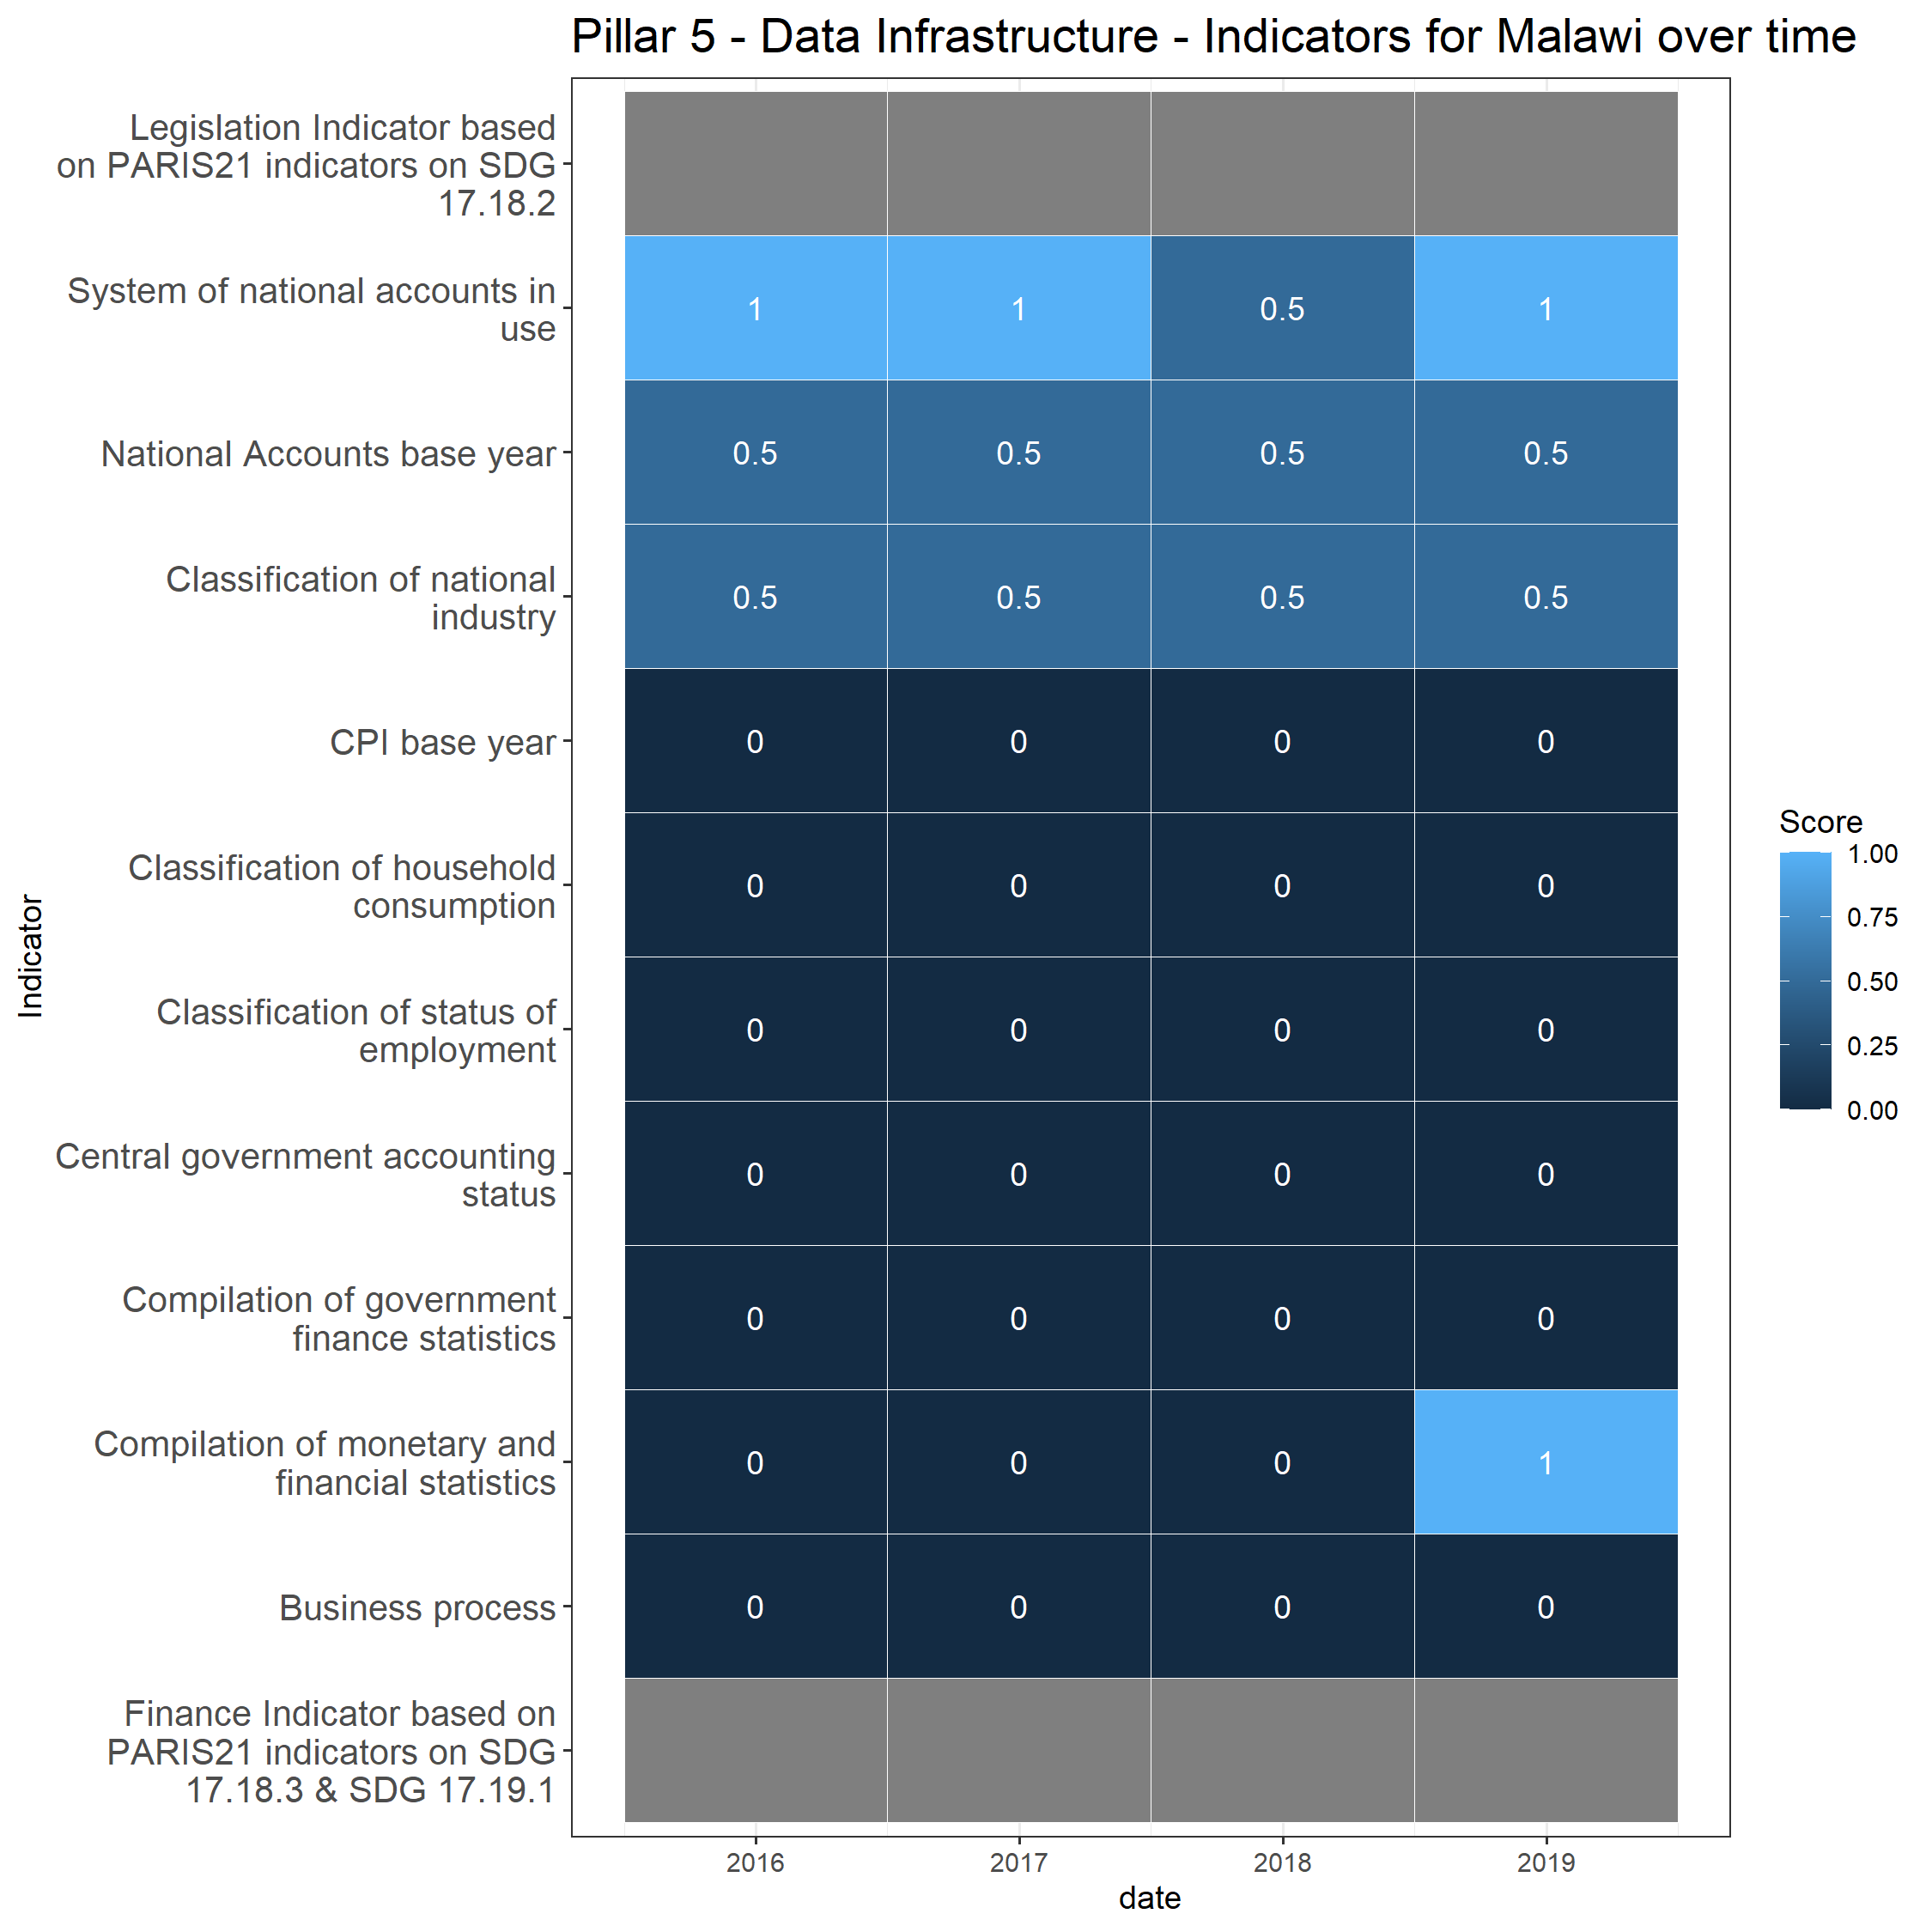 Pillar 5 - Data Infrastructure - Indicators for Malawi over time
Legislation Indicator based
on PARIS21 indicators on SDG
17.18.2
System of national accounts in
use
1 1 0.5 1
National Accounts base year
0.5 0.5 0.5 0.5
Classification of national
industry
0.5 0.5 0.5 0.5
CPI base year
0 0 0 0
Classification of household
consumption
0 0 0 0
Classification of status of
employment
0 0 0 0
Central government accounting
status
0 0 0 0
Compilation of government
finance statistics
0 0 0 0
Compilation of monetary and
financial statistics
0 0 0 1
Business process
0 0 0 0
Finance Indicator based on
PARIS21 indicators on SDG
17.18.3 & SDG 17.19.1
Indicator
2016 2017 2018 2019
date
Score
1.00
0.75
0.50
0.25
0.00